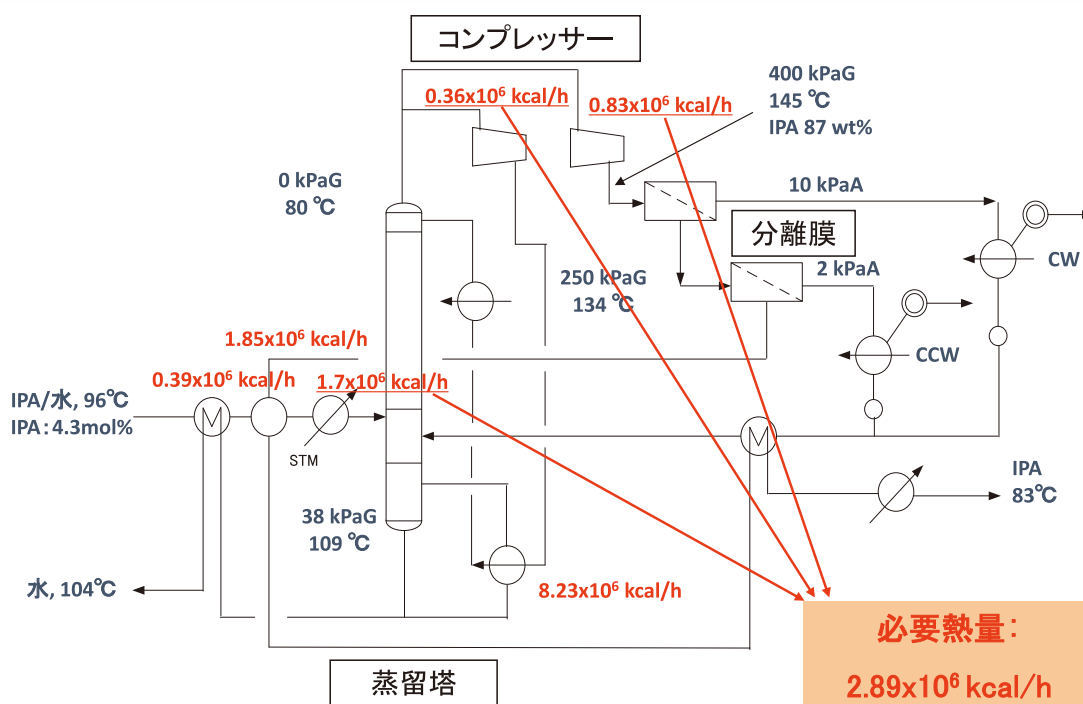 コンプレッサー
0.36x10⁶ kcal/h
0.83x10⁶ kcal/h
400 kPaG
145 ℃
IPA 87 wt%
0 kPaG
80 ℃
10 kPaA
分離膜
CW
250 kPaG
134 ℃
2 kPaA
1.85x10⁶ kcal/h
CCW
0.39x10⁶ kcal/h
1.7x10⁶ kcal/h
IPA/水, 96℃
IPA：4.3mol%
STM
IPA
83℃
38 kPaG
109 ℃
水, 104℃
8.23x10⁶ kcal/h
必要熱量：
2.89x10⁶ kcal/h
蒸留塔